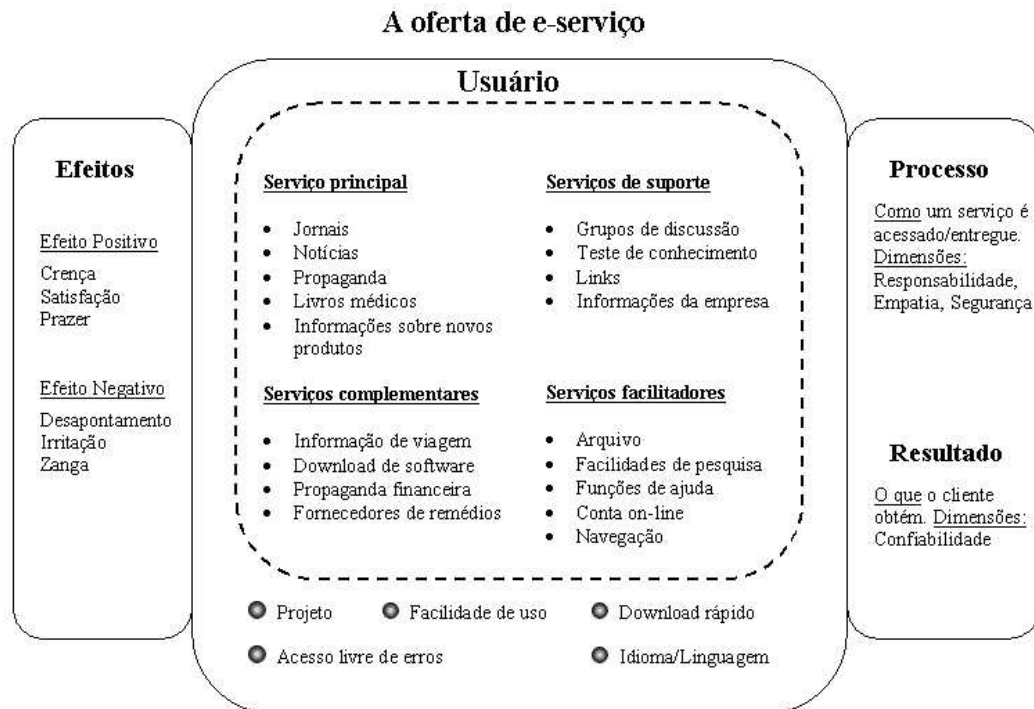 A oferta de e-serviço
Usuário
Efeitos
Efeito Positivo
Crença
Satisfação
Prazer
Efeito Negativo
Desapontamento
Irritação
Zanga
Serviço principal
• Jornais
• Notícias
• Propaganda
• Livros médicos
• Informações sobre novos
produtos
Serviços de suporte
• Grupos de discussão
• Teste de conhecimento
• Links
• Informações da empresa
Serviços complementares
• Informação de viagem
• Download de software
• Propaganda financeira
• Fornecedores de remédios
Serviços facilitadores
• Arquivo
• Facilidades de pesquisa
• Funções de ajuda
• Conta on-line
• Navegação
Projeto
Facilidade de uso
Download rápido
Acesso livre de erros
Idioma/Linguagem
Processo
Como um serviço é
acessado/entregue.
Dimensões:
Responsabilidade,
Empatia, Segurança
Resultado
O que o cliente
obtém. Dimensões:
Confiabilidade